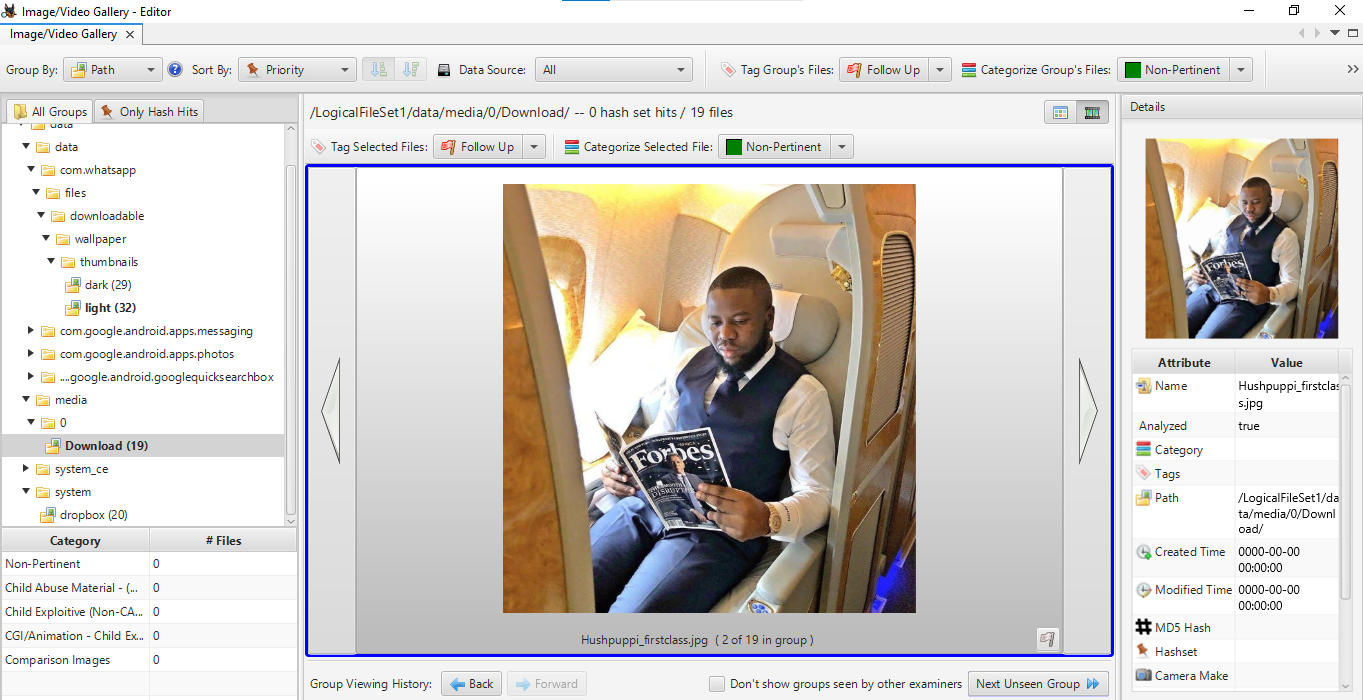 Image/Video Gallery - Editor
Image/Video Gallery
Group By: Path Sort By: Priority Data Source: All Tag Group's Files: Follow Up Categorize Group's Files: Non-Pertinent
All Groups Only Hash Hits
data
data
com.whatsapp
files
downloadable
wallpaper
thumbnails
dark (29)
light (32)
com.google.android.apps.messaging
com.google.android.apps.photos
....google.android.googlequicksearchbox
media
0
Download (19)
system_ce
system
dropbox (20)
Category # Files
Non-Pertinent 0
Child Abuse Material - (... 0
Child Exploitive (Non-CA... 0
CGI/Animation - Child Ex... 0
Comparison Images 0
/LogicalFileSet1/data/media/0/Download/ -- 0 hash set hits / 19 files
Tag Selected Files: Follow Up Categorize Selected File: Non-Pertinent
Forbes
Hushpuppi_firstclass.jpg ( 2 of 19 in group )
Group Viewing History: Back Forward Don't show groups seen by other examiners Next Unseen Group
Details
Forbes
Attribute Value
Name Hushpuppi_firstclas
s.jpg
Analyzed true
Category
Tags
Path /LogicalFileSet1/da
ta/media/0/Downl
oad/
Created Time 0000-00-00
00:00:00
Modified Time 0000-00-00
00:00:00
MD5 Hash
Hashset
Camera Make